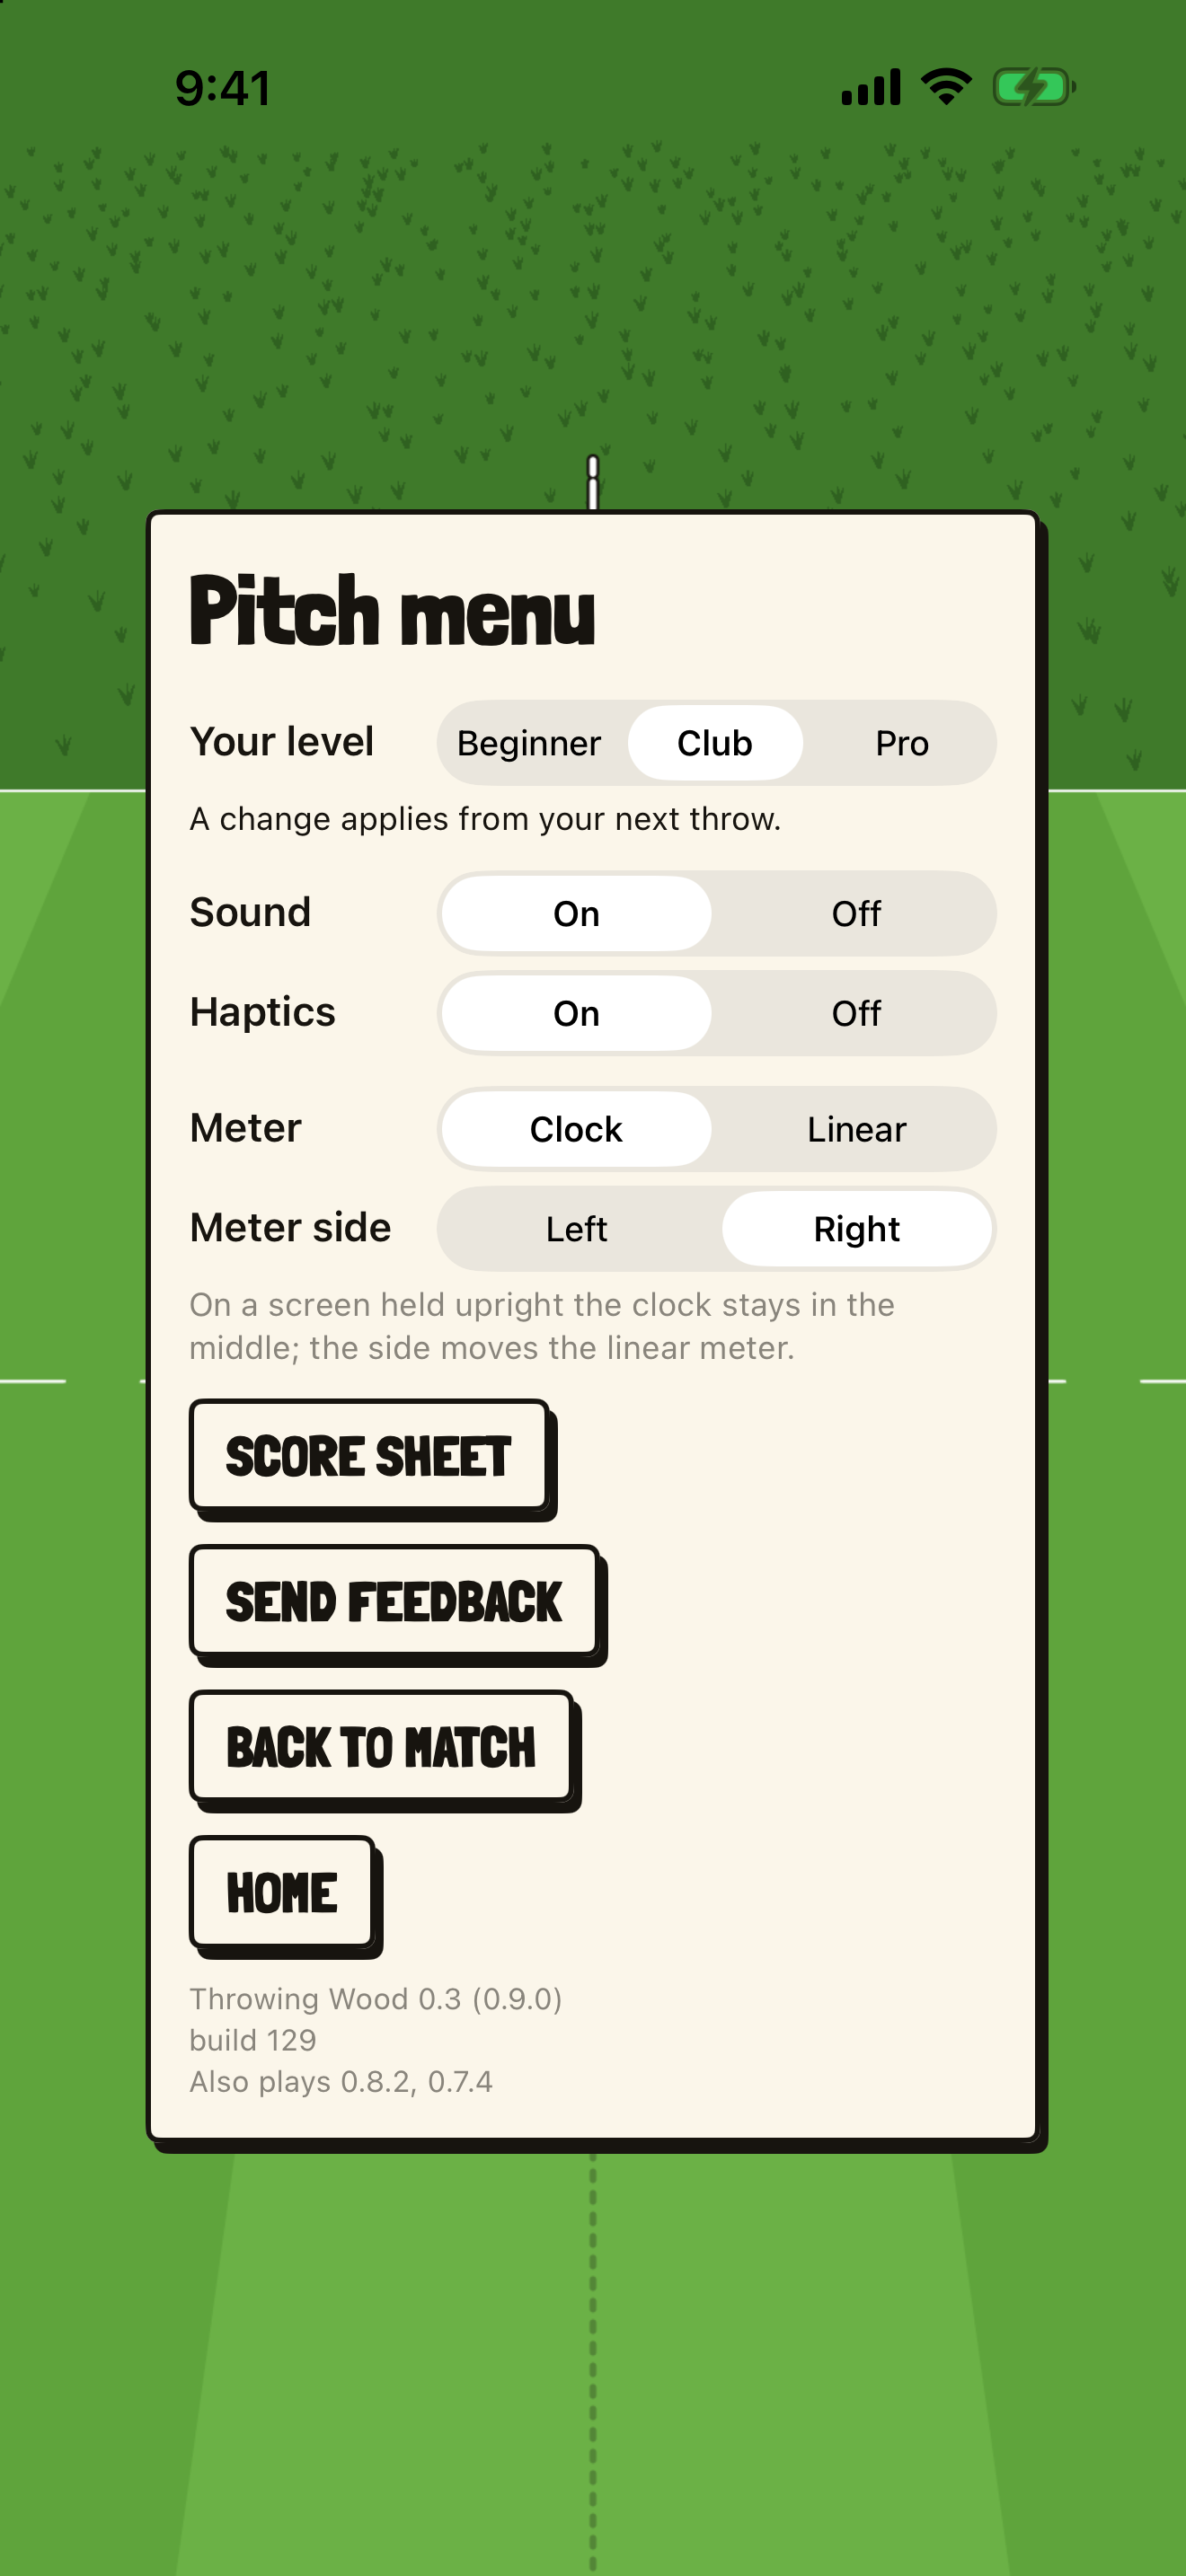 9:41
Pitch menu
Your level Beginner Club Pro
A change applies from your next throw.
Sound On Off
Haptics On Off
Meter Clock Linear
Meter side Left Right
On a screen held upright the clock stays in the
middle; the side moves the linear meter.
SCORE SHEET
SEND FEEDBACK
BACK TO MATCH
HOME
Throwing Wood 0.3 (0.9.0)
build 129
Also plays 0.8.2, 0.7.4